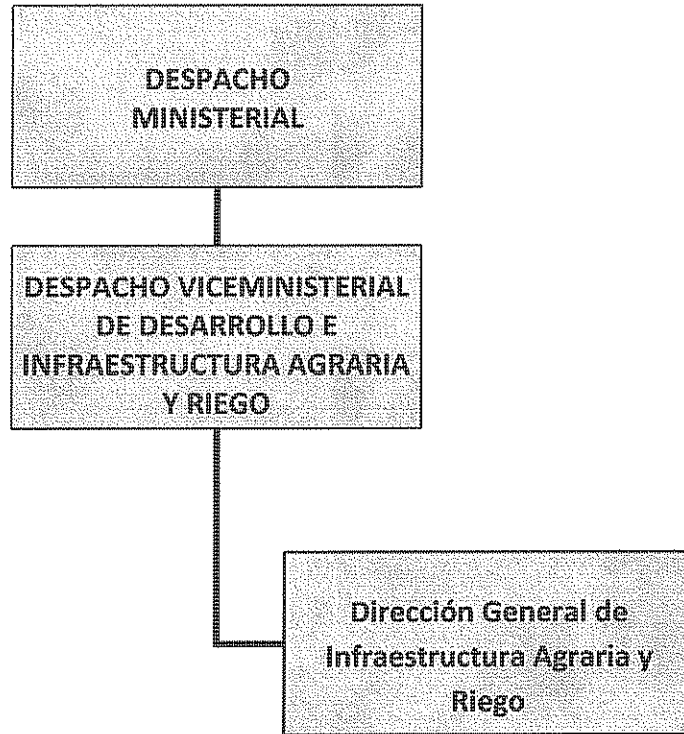 DESPACHO
MINISTERIAL
DESPACHO VICEMINISTERIAL
DE DESARROLLO E
INFRAESTRUCTURA AGRARIA
Y RIEGO
Dirección General de
Infraestructura Agraria y
Riego